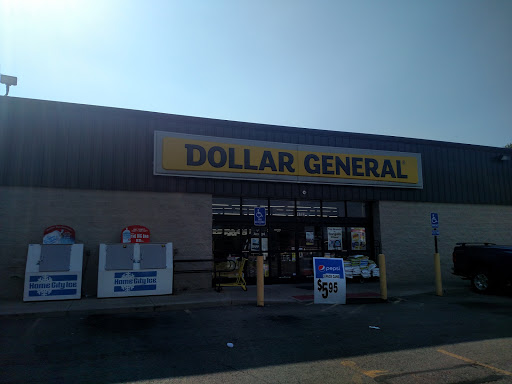 DOLLAR GENERAL
Home City Ice
Home City Ice
pepsi
$5.95